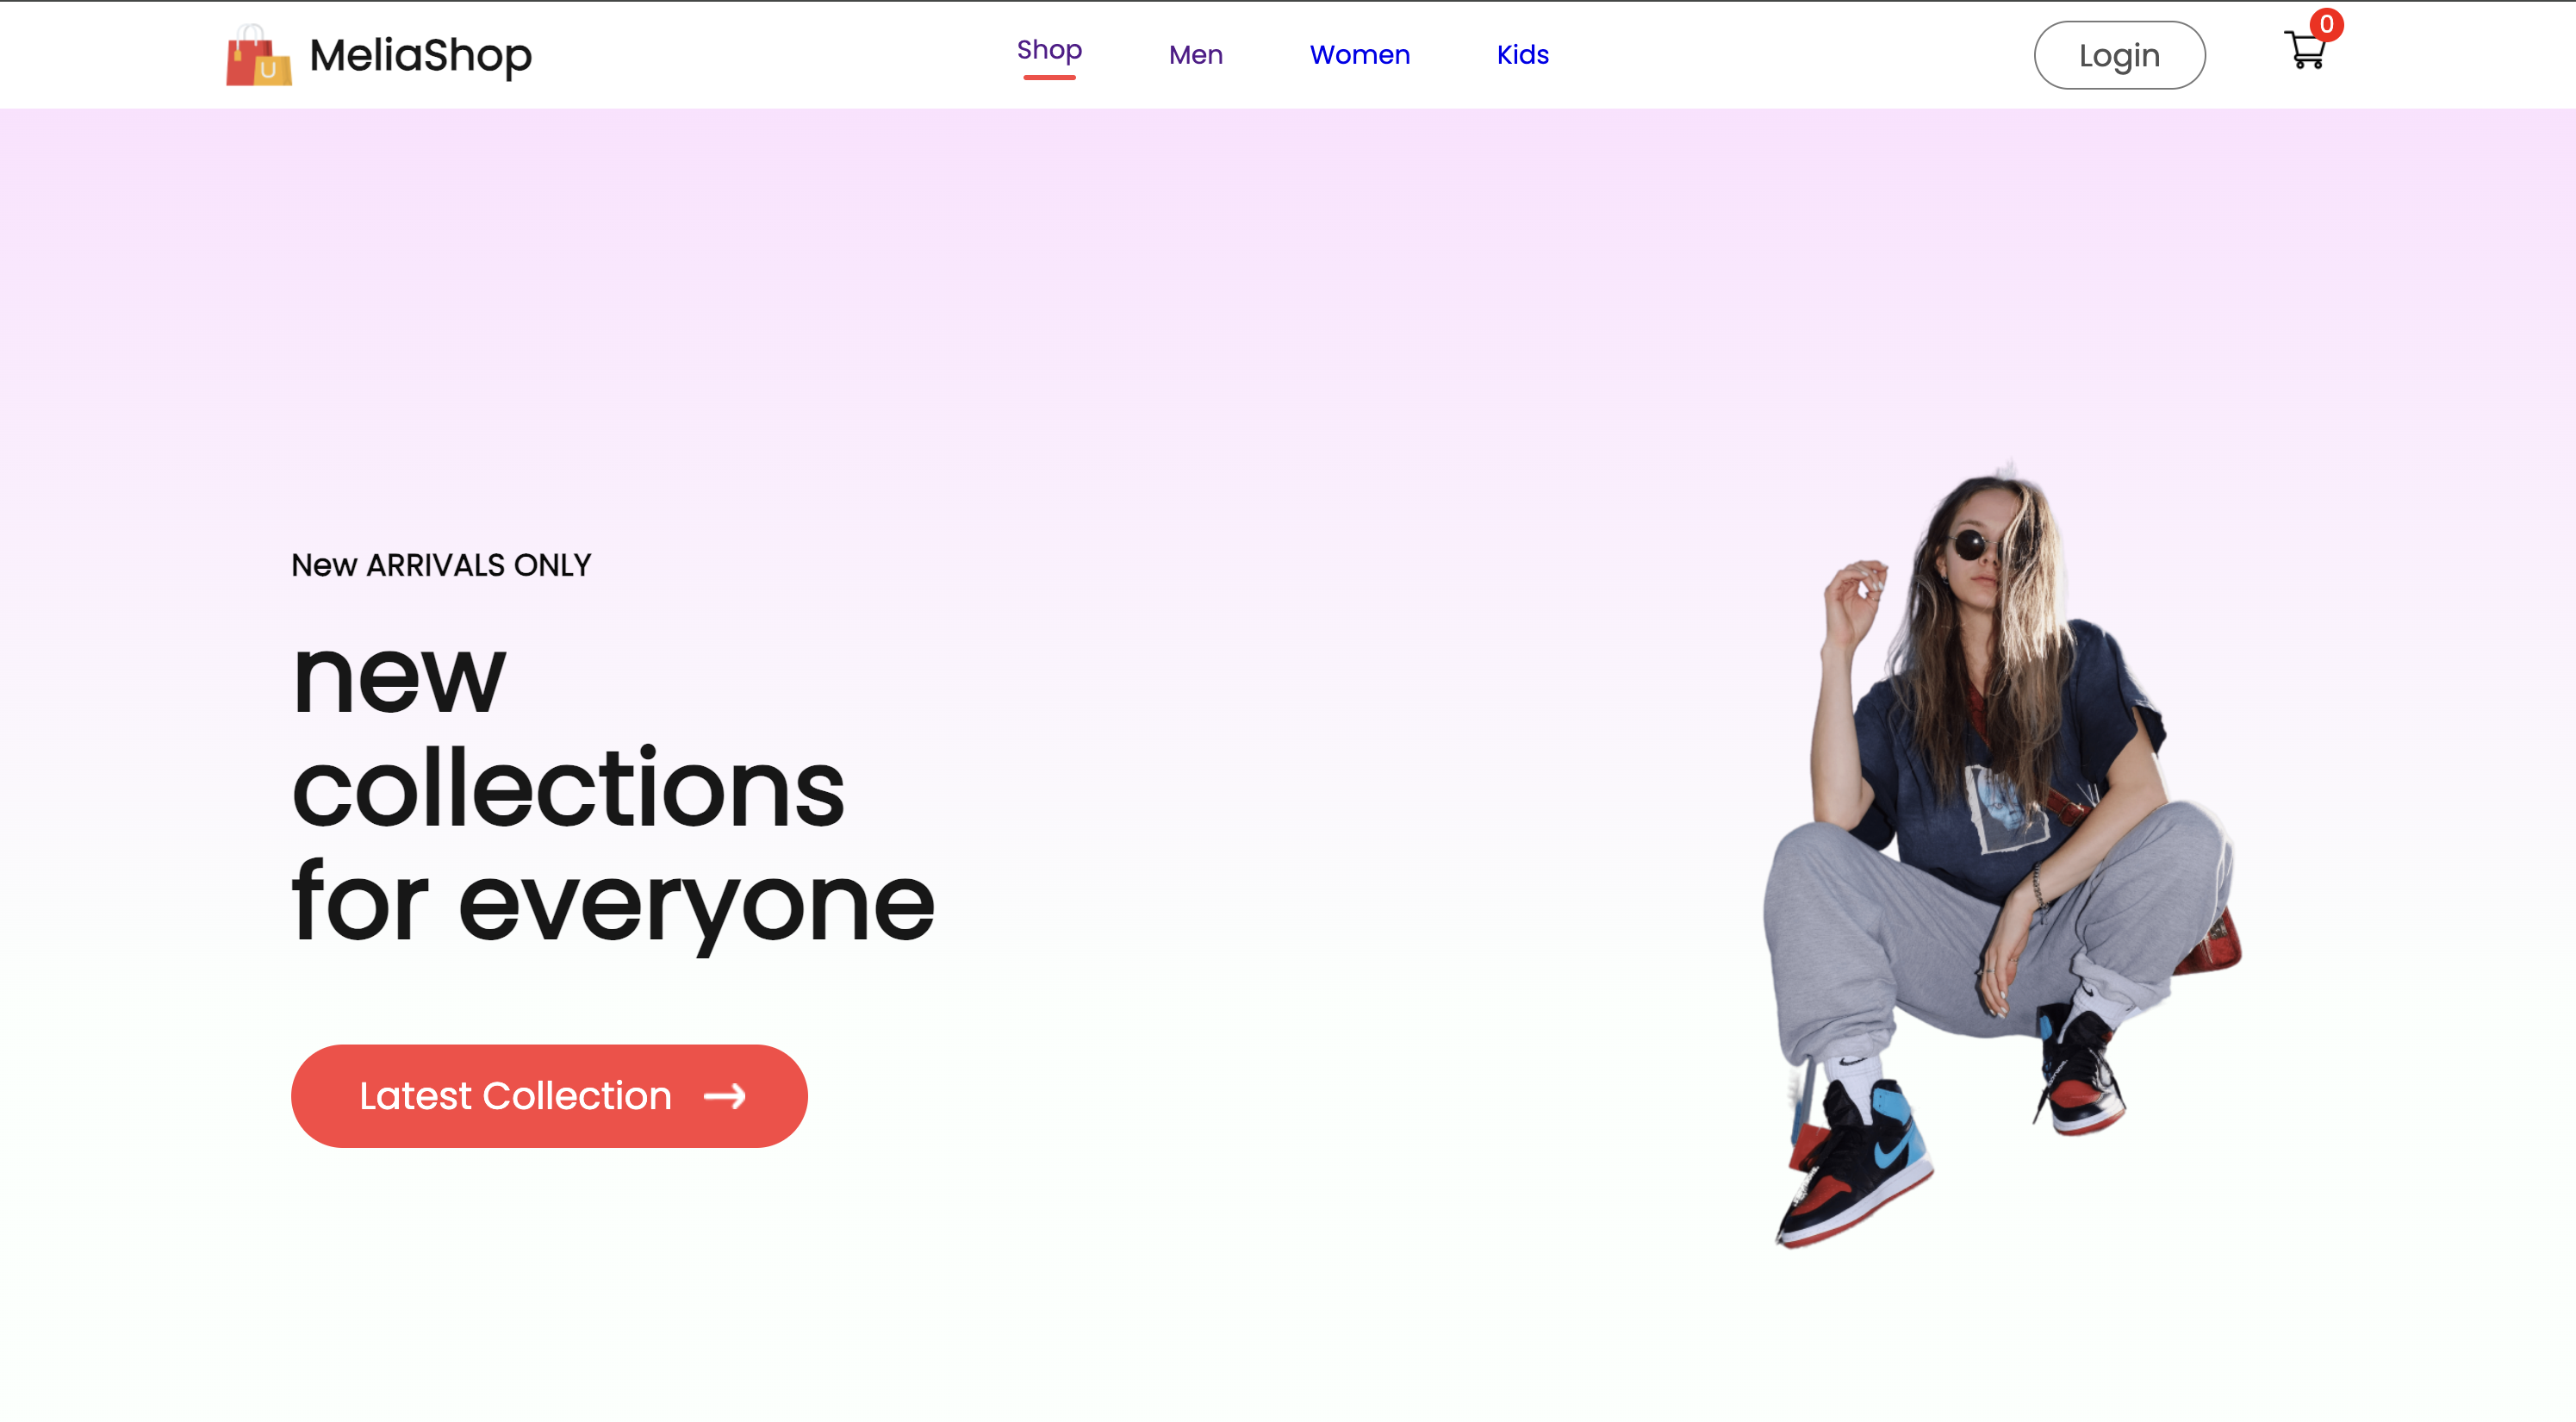 MeliaShop
Shop Men Women Kids
Login
0
U
New ARRIVALS ONLY
new
collections
for everyone
Latest Collection